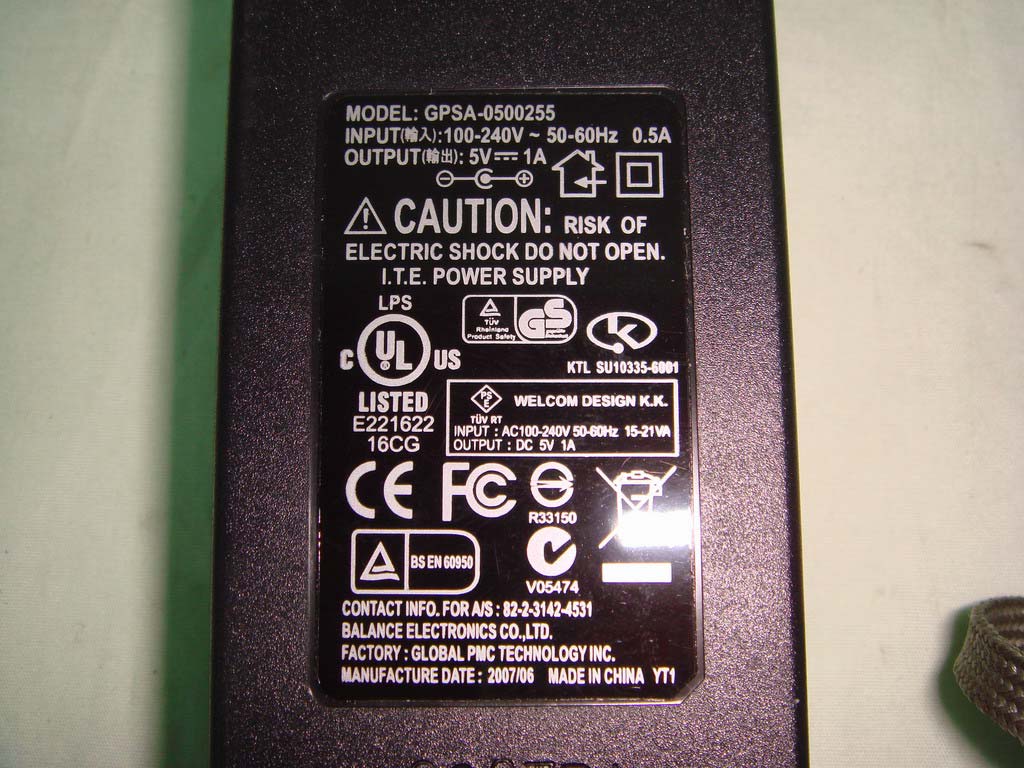 MODEL: GPSA-0500255
INPUT(輸入):100-240V ~ 50-60Hz 0.5A
OUTPUT(輸出): 5V⎓1A
CAUTION: RISK OF
ELECTRIC SHOCK DO NOT OPEN.
I.T.E. POWER SUPPLY
LPS
C UL US
®
LISTED
E221622
16CG
TÜV
Rheinland
Product Safety
GS
K
KTL SU10335-6001
PS
E
TÜV RT
WELCOM DESIGN K.K.
INPUT : AC100-240V 50-60Hz 15-21VA
OUTPUT : DC 5V 1A
CE
FC
R33150
BS EN 60950
V05474
CONTACT INFO. FOR A/S : 82-2-3142-4531
BALANCE ELECTRONICS CO.,LTD.
FACTORY : GLOBAL PMC TECHNOLOGY INC.
MANUFACTURE DATE : 2007/06 MADE IN CHINA YT1